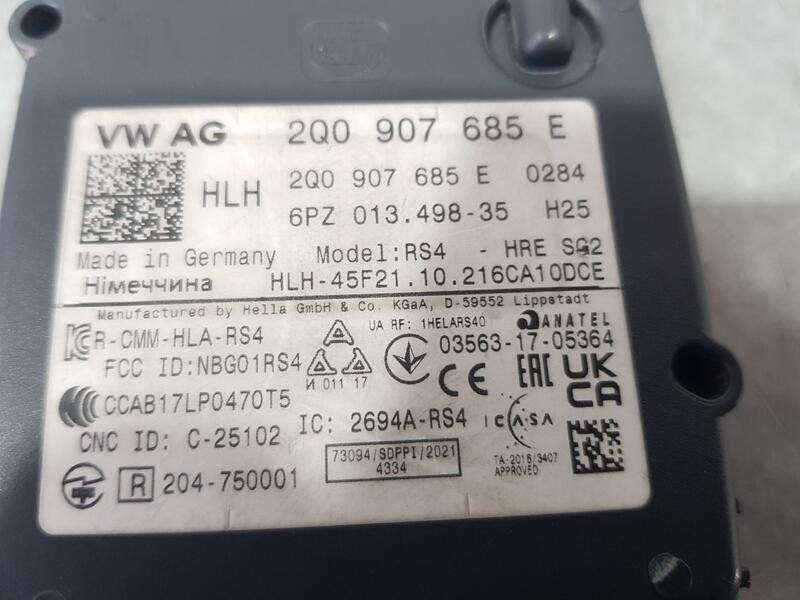 VW AG 2Q0 907 685 E
HLH 2Q0 907 685 E 0284
6PZ 013.498-35 H25
Made in Germany Model:RS4 - HRE SG2
Німеччина HLH-45F21.10.216CA10DCE
Manufactured by Hella GmbH & Co. KGaA, D-59552 Lippstadt
R-CMM-HLA-RS4 UA RF: 1HELARS40 ANATEL
FCC ID:NBG01RS4 03563-17-05364
И 011 17 CE EAC UK CA
CCAB17LP0470T5
CNC ID: C-25102 IC: 2694A-RS4 ICASA
73094/SDPPI/2021
4334
TA-2016/3407
APPROVED
R 204-750001